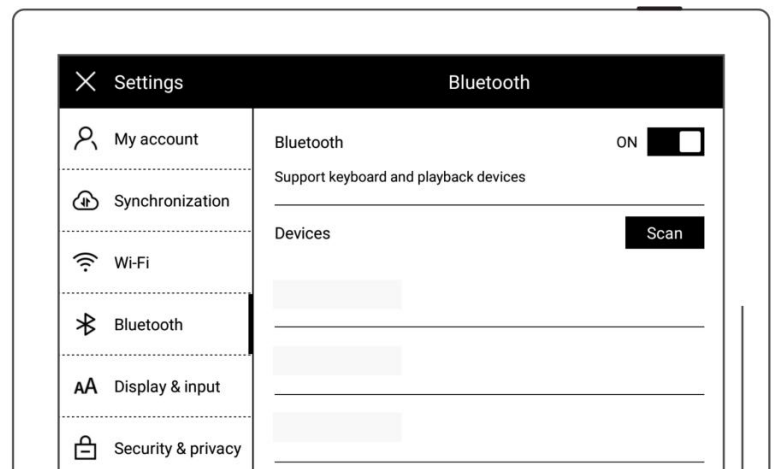 Settings
Bluetooth
My account
Synchronization
Wi-Fi
Bluetooth
AA Display & input
Security & privacy
Bluetooth
ON
Support keyboard and playback devices
Devices
Scan